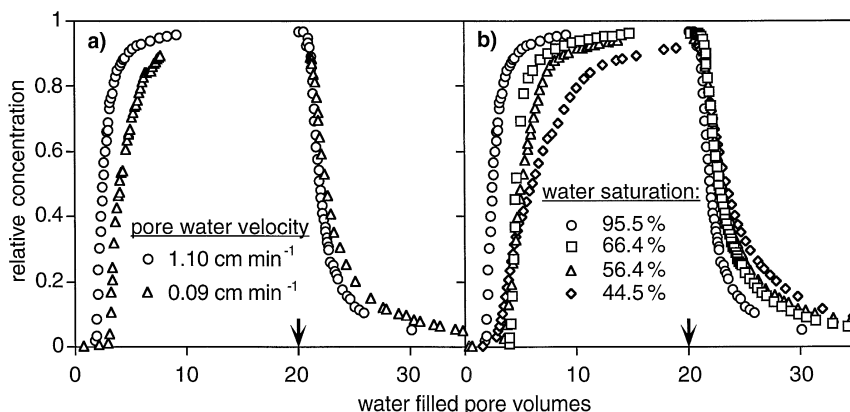 a)
b)
1
0.8
0.6
0.4
0.2
0
relative concentration
pore water velocity
1.10 cm min⁻¹
0.09 cm min⁻¹
water saturation:
95.5 %
66.4 %
56.4 %
44.5 %
0 10 20 30 0 10 20 30
water filled pore volumes